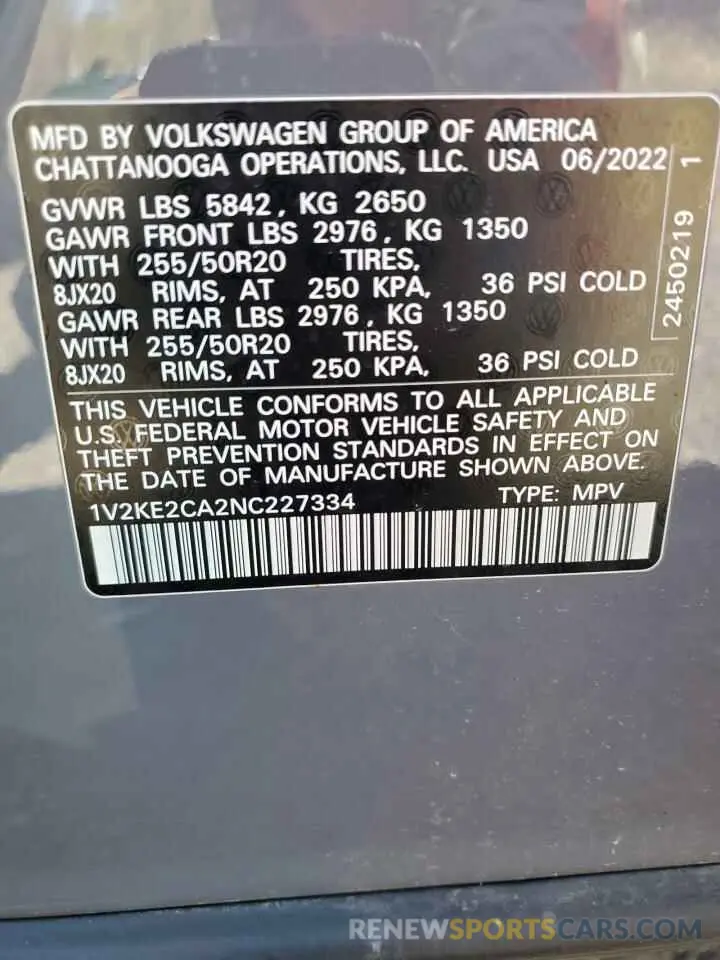 MFD BY VOLKSWAGEN GROUP OF AMERICA
CHATTANOOGA OPERATIONS, LLC. USA 06/2022
GVWR LBS 5842, KG 2650
GAWR FRONT LBS 2976, KG 1350
WITH 255/50R20 TIRES,
8JX20 RIMS, AT 250 KPA, 36 PSI COLD
GAWR REAR LBS 2976, KG 1350
WITH 255/50R20 TIRES,
8JX20 RIMS, AT 250 KPA, 36 PSI COLD
2450219 1
THIS VEHICLE CONFORMS TO ALL APPLICABLE
U.S. FEDERAL MOTOR VEHICLE SAFETY AND
THEFT PREVENTION STANDARDS IN EFFECT ON
THE DATE OF MANUFACTURE SHOWN ABOVE.
1V2KE2CA2NC227334 TYPE: MPV
RENEWSPORTSCARS.COM